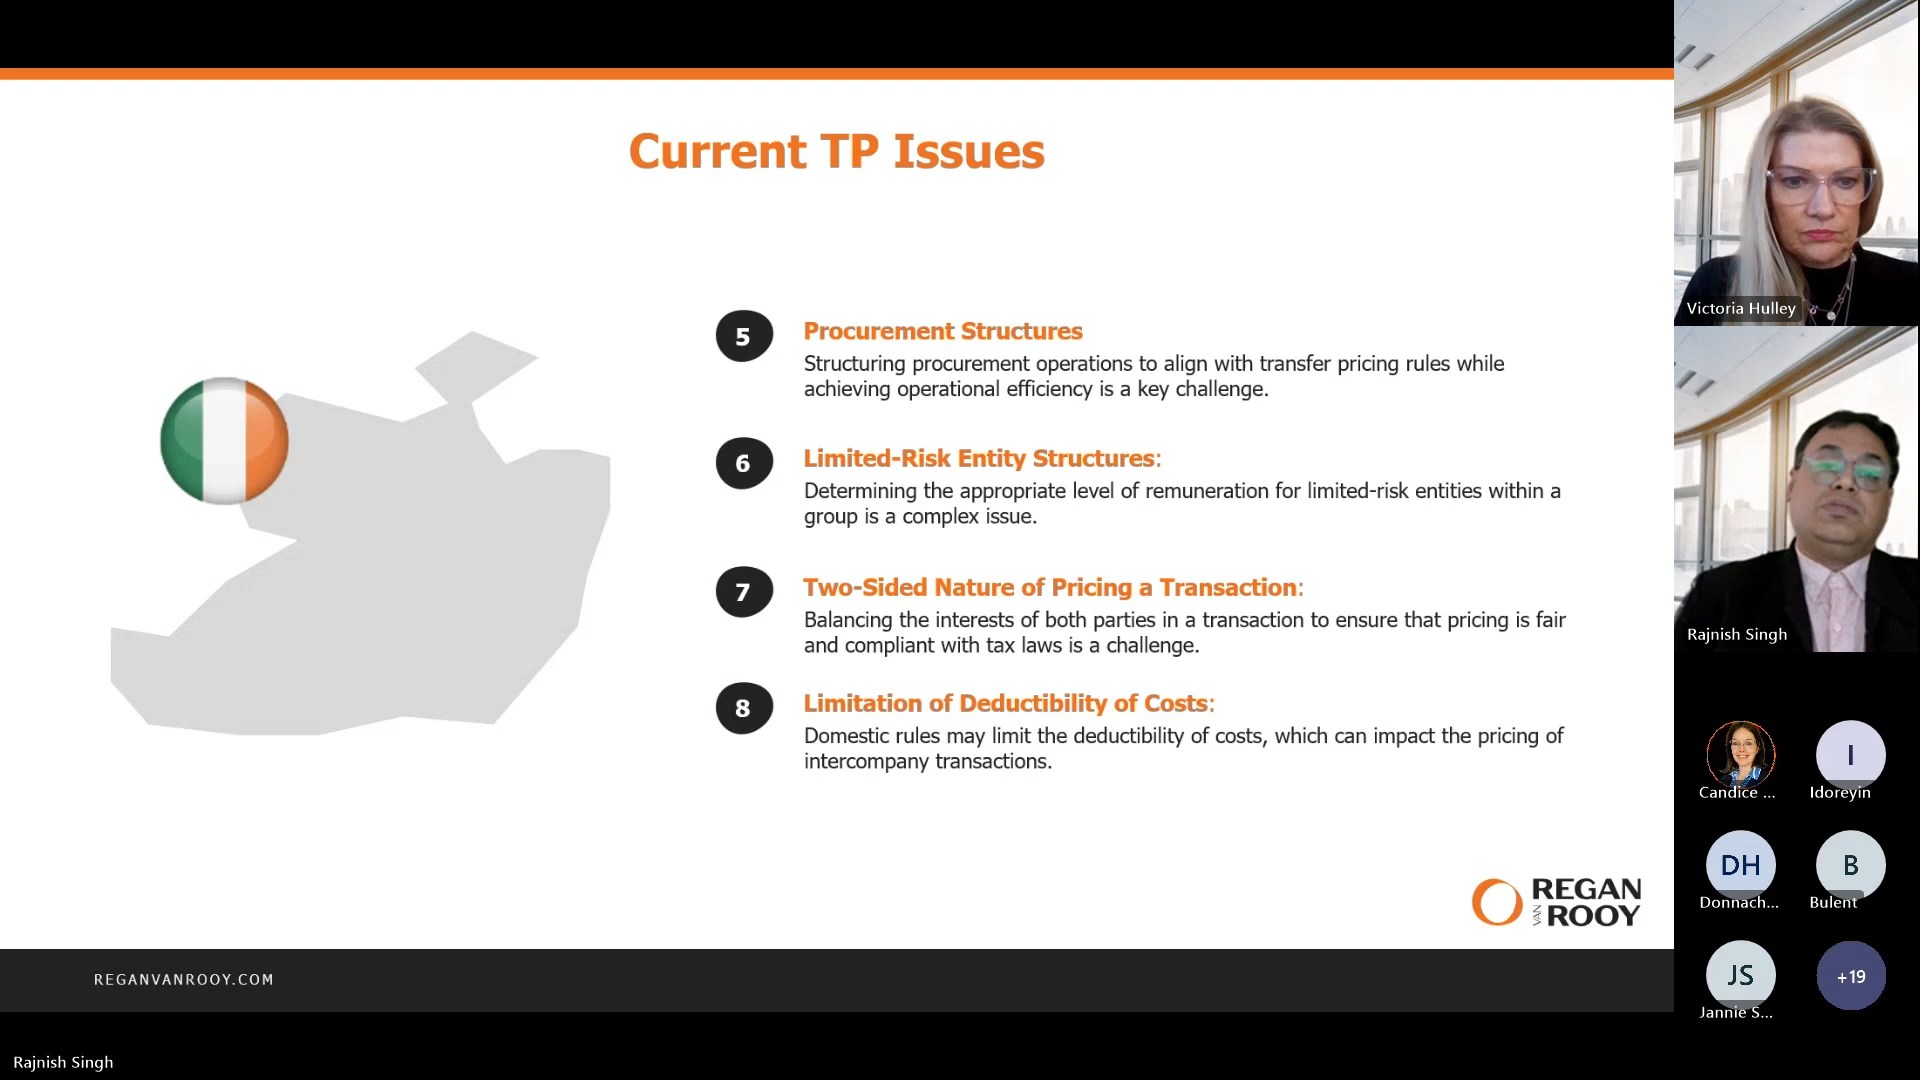 Current TP Issues
5
Procurement Structures
Structuring procurement operations to align with transfer pricing rules while
achieving operational efficiency is a key challenge.
6
Limited-Risk Entity Structures:
Determining the appropriate level of remuneration for limited-risk entities within a
group is a complex issue.
7
Two-Sided Nature of Pricing a Transaction:
Balancing the interests of both parties in a transaction to ensure that pricing is fair
and compliant with tax laws is a challenge.
8
Limitation of Deductibility of Costs:
Domestic rules may limit the deductibility of costs, which can impact the pricing of
intercompany transactions.
REGAN
VAN ROOY
REGANVANROOY.COM
Rajnish Singh
Victoria Hulley
Rajnish Singh
Candice ...
I
Idoreyin
DH
Donnach...
B
Bulent
JS
Jannie S...
+19